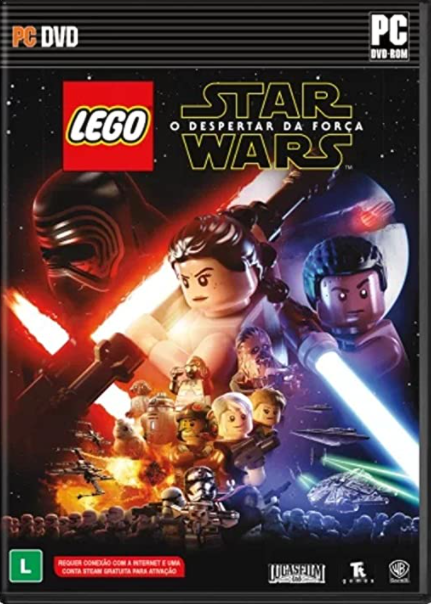 PC DVD
PC
DVD-ROM
LEGO
STAR
O DESPERTAR DA FORÇA
WARS
TM
L
REQUER CONEXÃO COM A INTERNET E UMA
CONTA STEAM GRATUITA PARA ATIVAÇÃO
LUCASFILM
games
WB